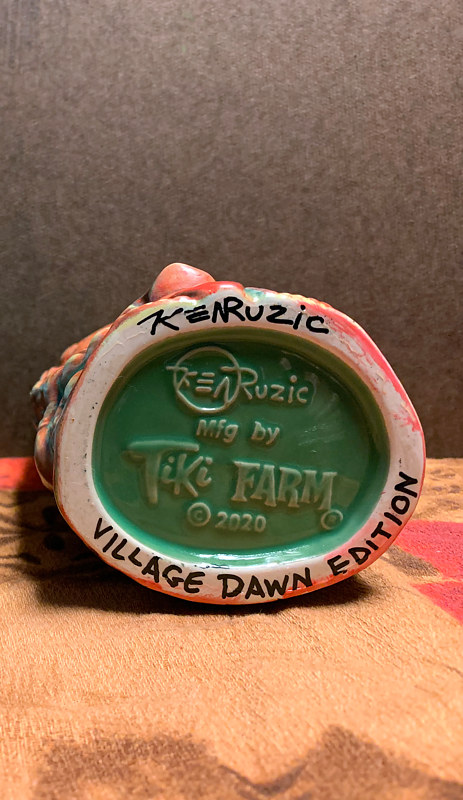 KENRUZIC
KENRuzic
Mfg by
TiKi FARM
© 2020
VILLAGE DAWN EDITION